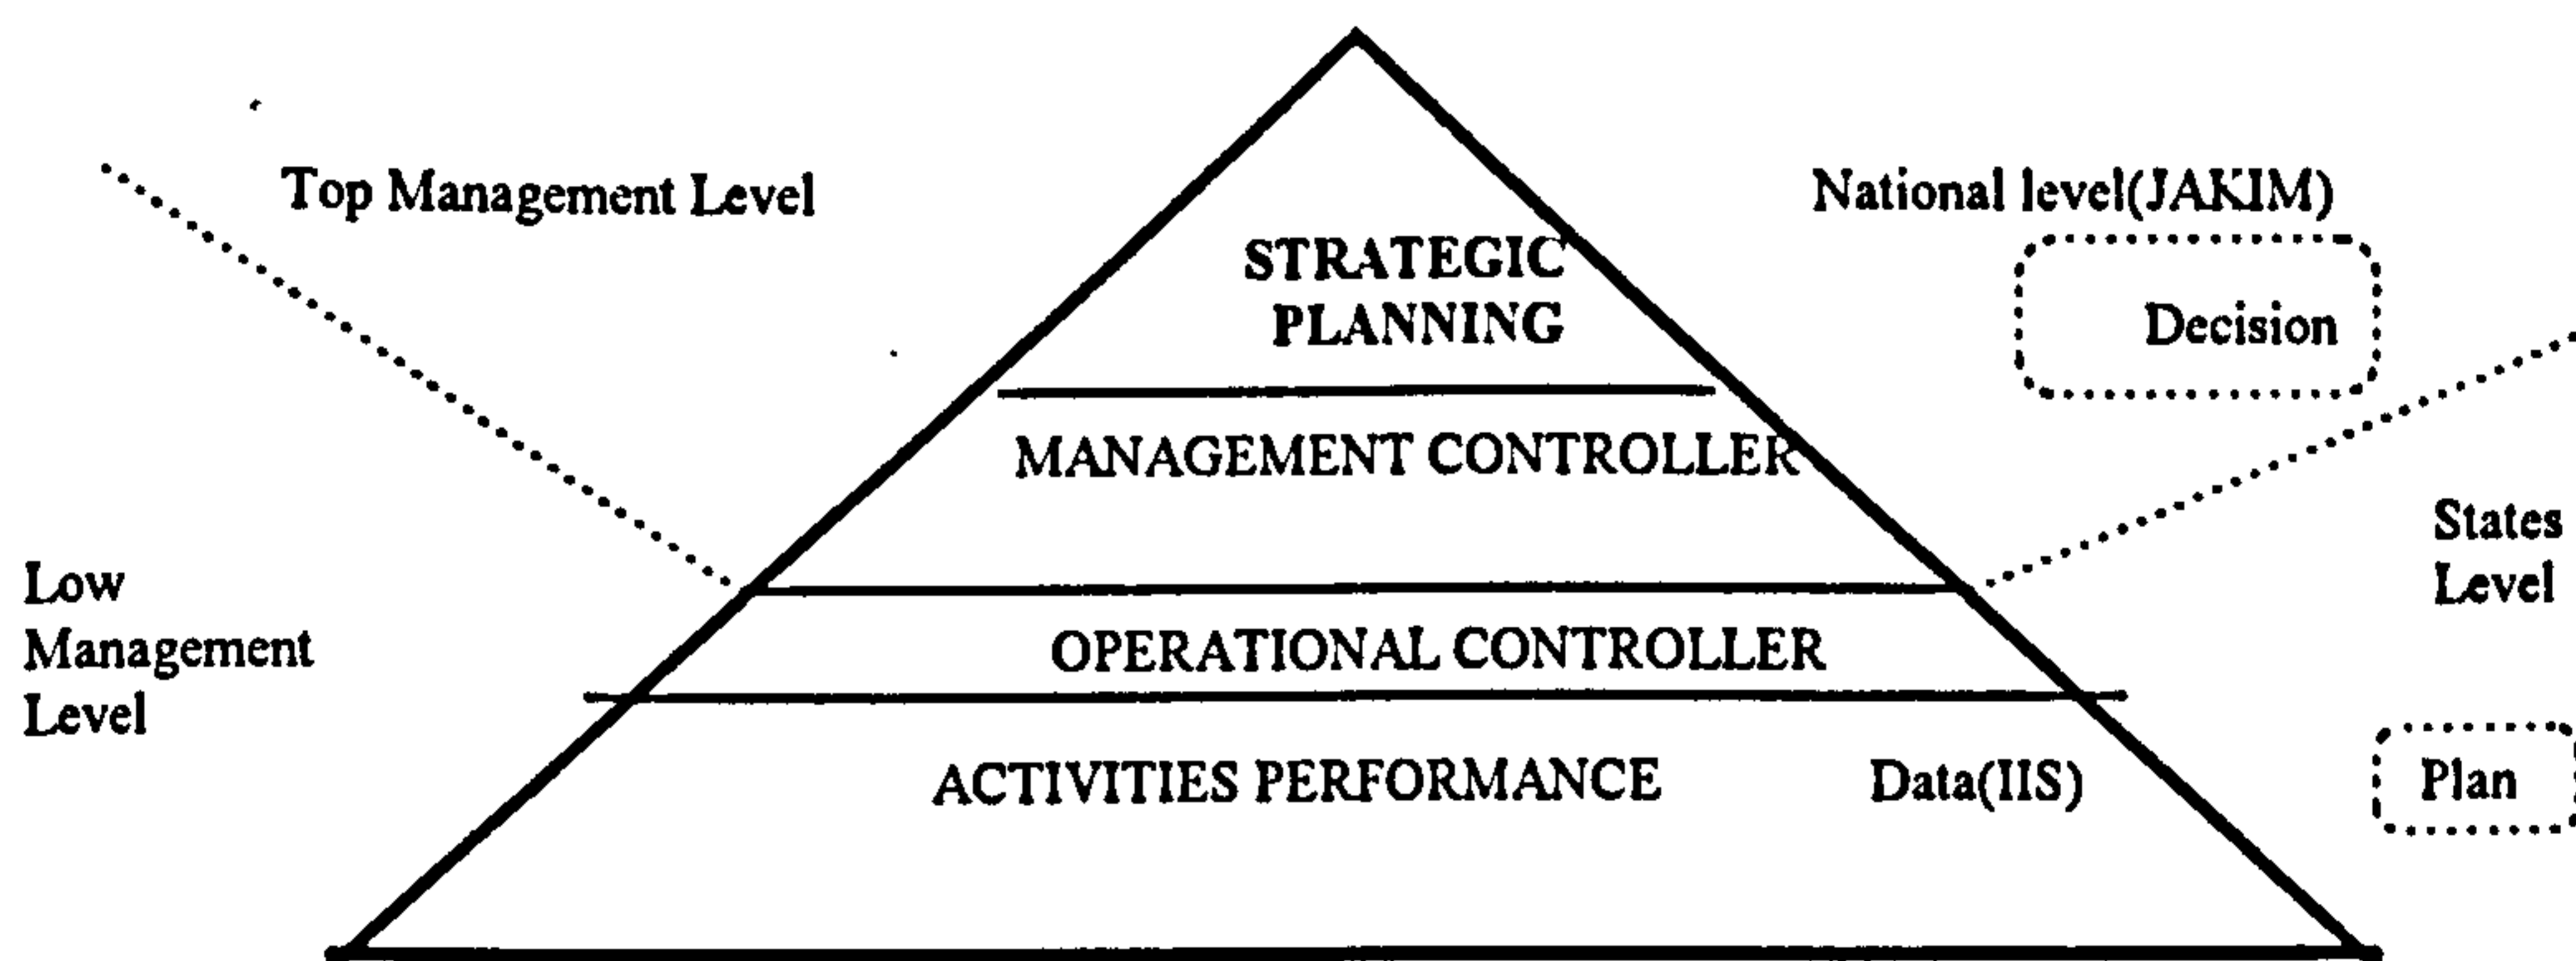 Top Management Level
National level(JAKIM)
STRATEGIC
PLANNING
Decision
MANAGEMENT CONTROLLER
States
Level
Low
Management
Level
OPERATIONAL CONTROLLER
ACTIVITIES PERFORMANCE
Data(IIS)
Plan